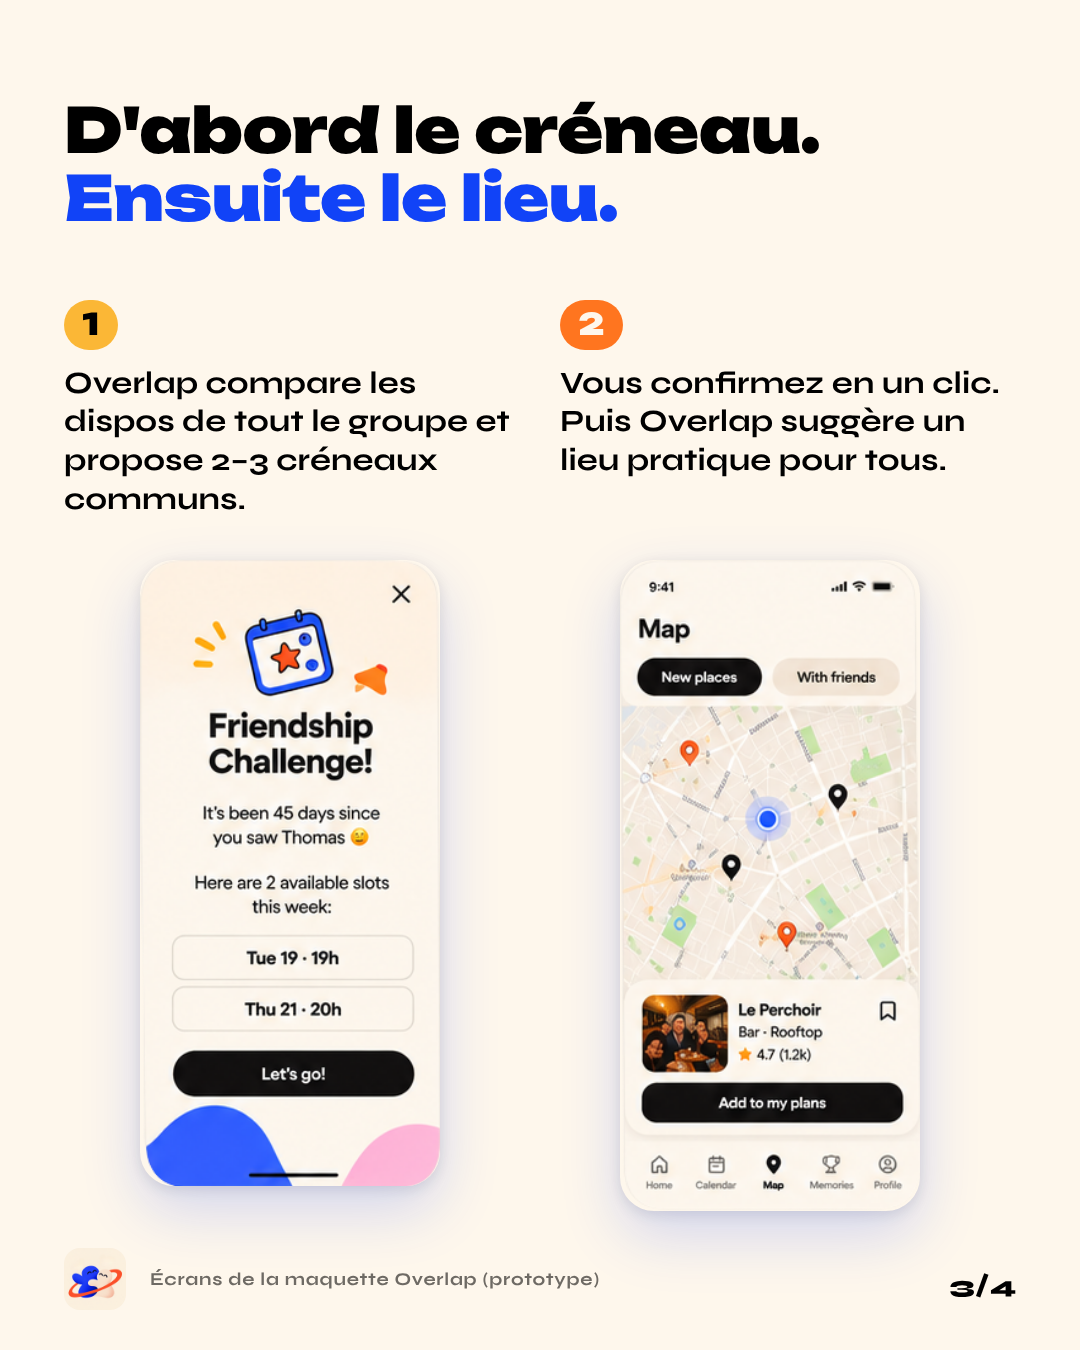 D'abord le créneau.
Ensuite le lieu.
1
Overlap compare les
dispos de tout le groupe et
propose 2–3 créneaux
communs.
2
Vous confirmez en un clic.
Puis Overlap suggère un
lieu pratique pour tous.
Friendship
Challenge!
It's been 45 days since
you saw Thomas 😊
Here are 2 available slots
this week:
Tue 19 · 19h
Thu 21 · 20h
Let's go!
9:41
Map
New places
With friends
Le Perchoir
Bar · Rooftop
4.7 (1.2k)
Add to my plans
Home
Calendar
Map
Memories
Profile
Écrans de la maquette Overlap (prototype)
3/4